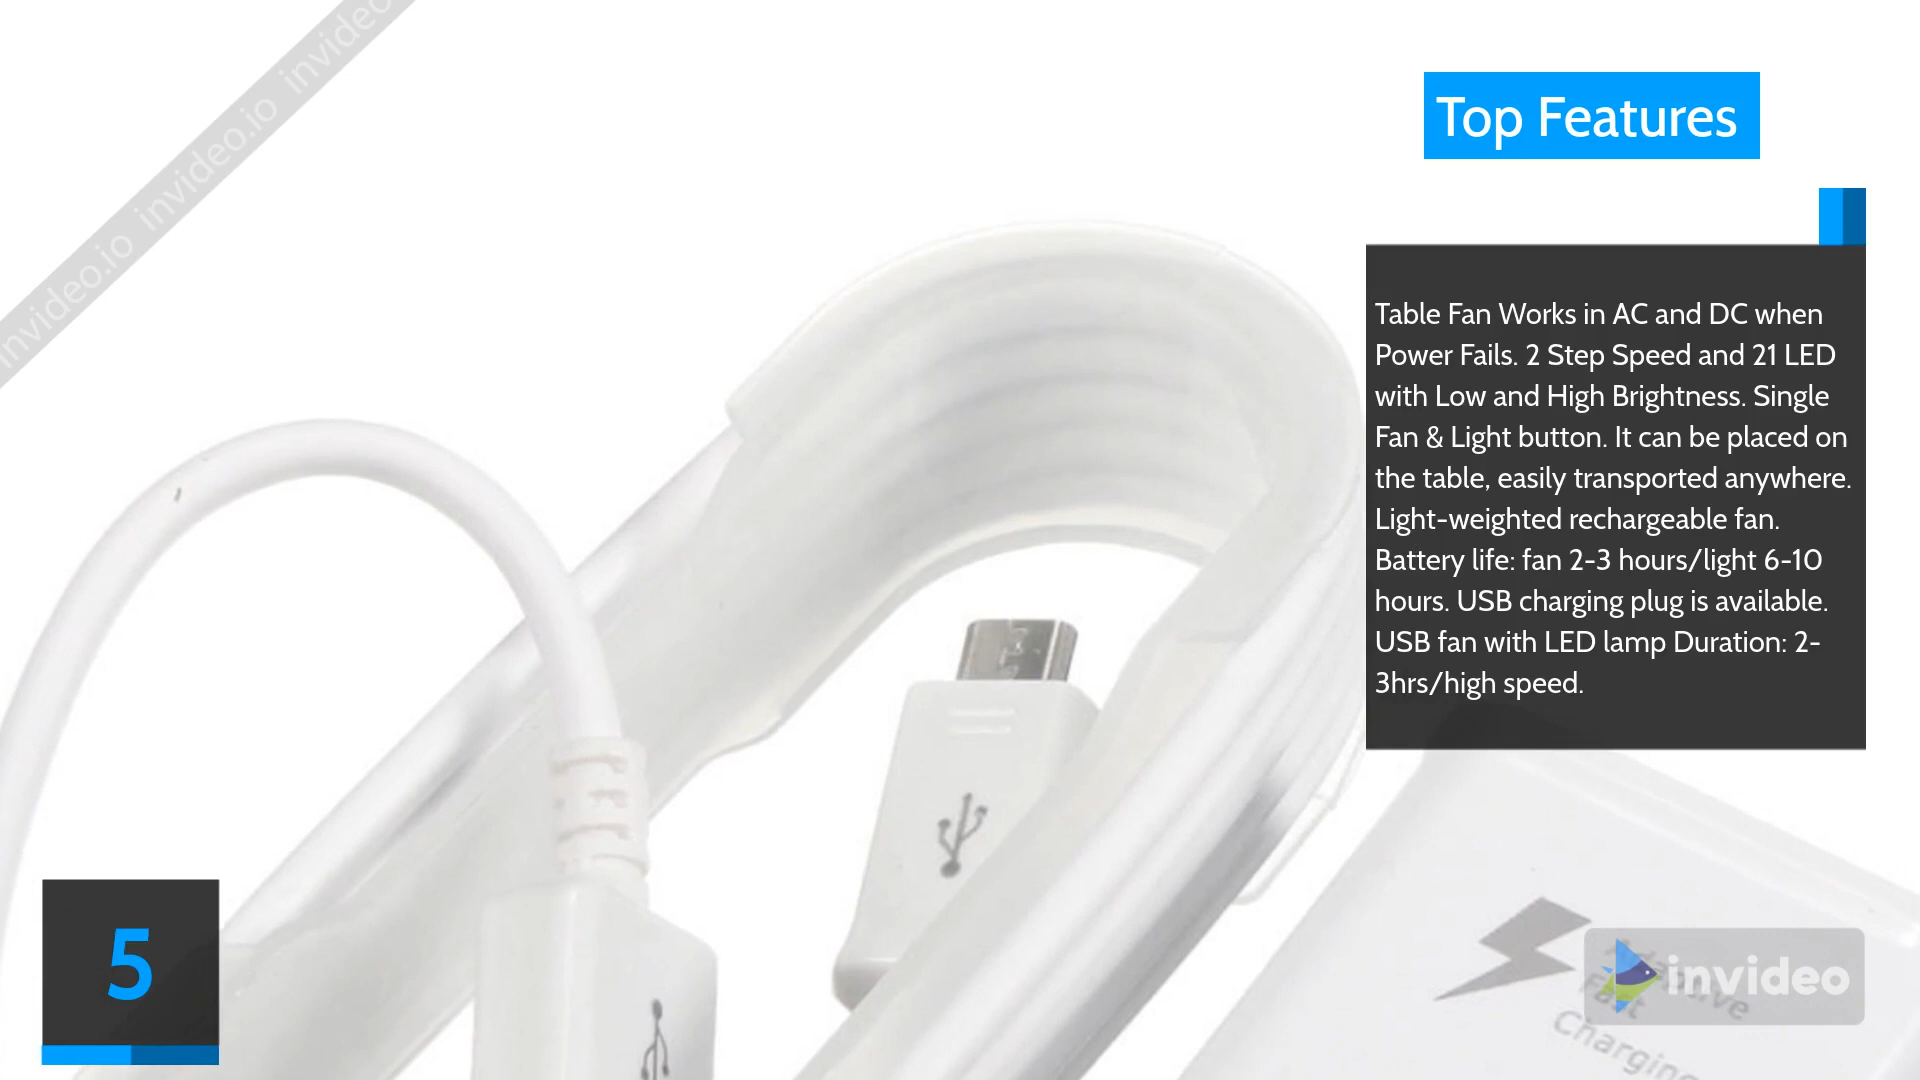 invideo.io invideo.io invideo
Top Features
Table Fan Works in AC and DC when
Power Fails. 2 Step Speed and 21 LED
with Low and High Brightness. Single
Fan & Light button. It can be placed on
the table, easily transported anywhere.
Light-weighted rechargeable fan.
Battery life: fan 2-3 hours/light 6-10
hours. USB charging plug is available.
USB fan with LED lamp Duration: 2-
3hrs/high speed.
5
invideo
Fast
Charging